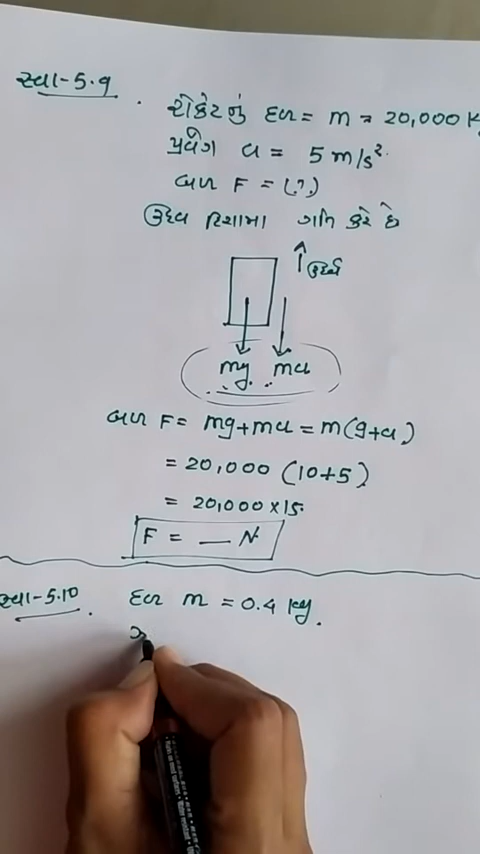 સ્વા-5.9.
રોકેટનું દળ = m = 20,000 K
પ્રવેગ a = 5 m/s².
બળ F = (?)
ઉર્ધ્વ દિશામા ગતિ કરે છે
ઉર્ધ્વ
mg ma
બળ F = mg+ma = m(g+a)
= 20,000 (10+5)
= 20,000 × 15.
F = — N
સ્વા-5.10. દળ m = 0.4 kg.